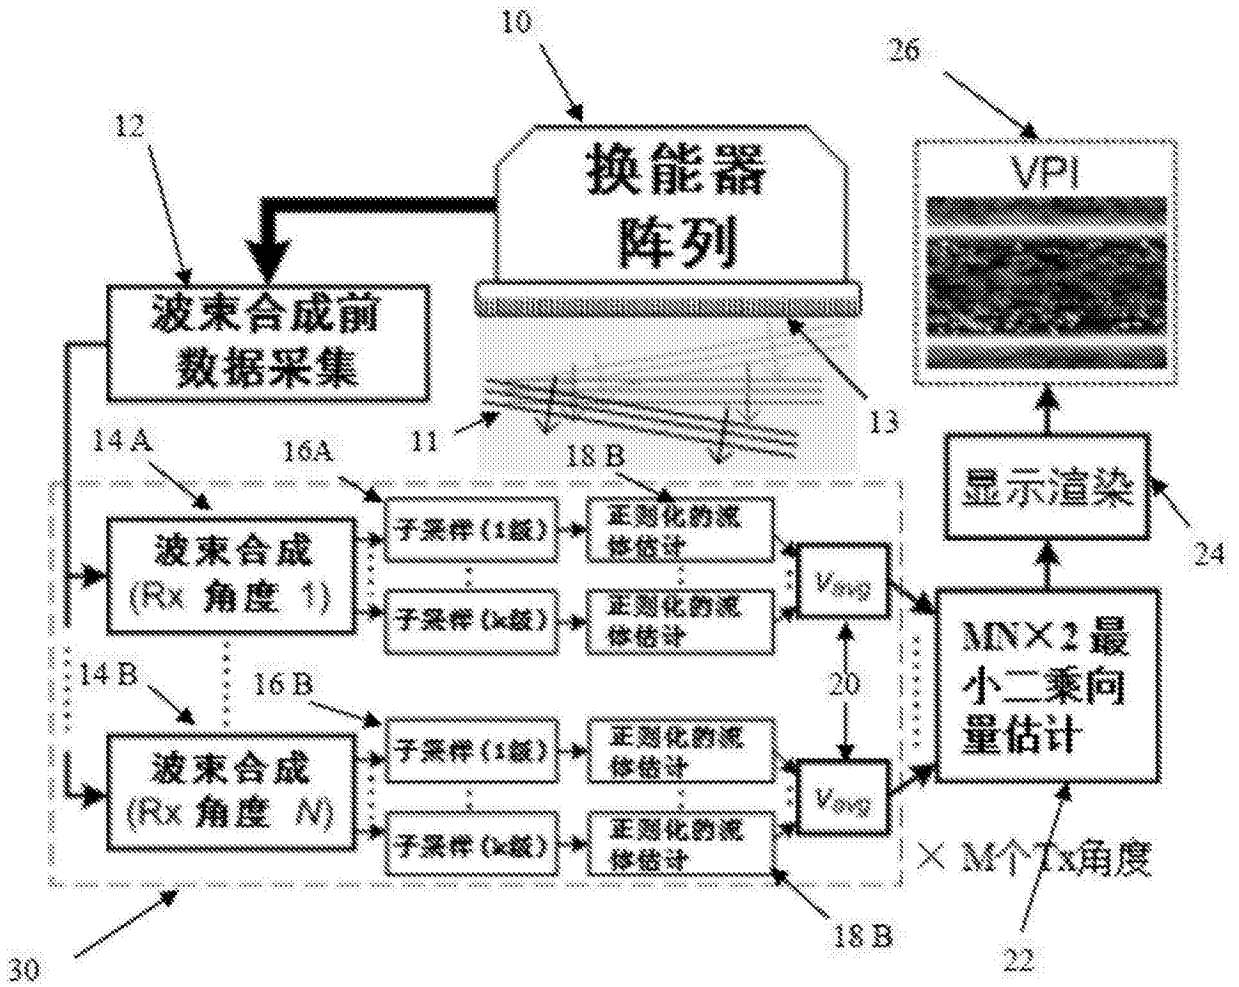 10
26
12
换能器
阵列
VPI
波束合成前
数据采集
11
13
14 A
16A
18 B
显示渲染
24
波束合成
(Rx 角度 1)
子采样(1级)
正则化的流
体估计
Vavg
子采样(k级)
正则化的流
体估计
MN×2 最
小二乘向
量估计
14 B
16 B
20
波束合成
(Rx 角度 N)
子采样(1级)
正则化的流
体估计
Vavg
子采样(k级)
正则化的流
体估计
× M个Tx角度
30
18 B
22